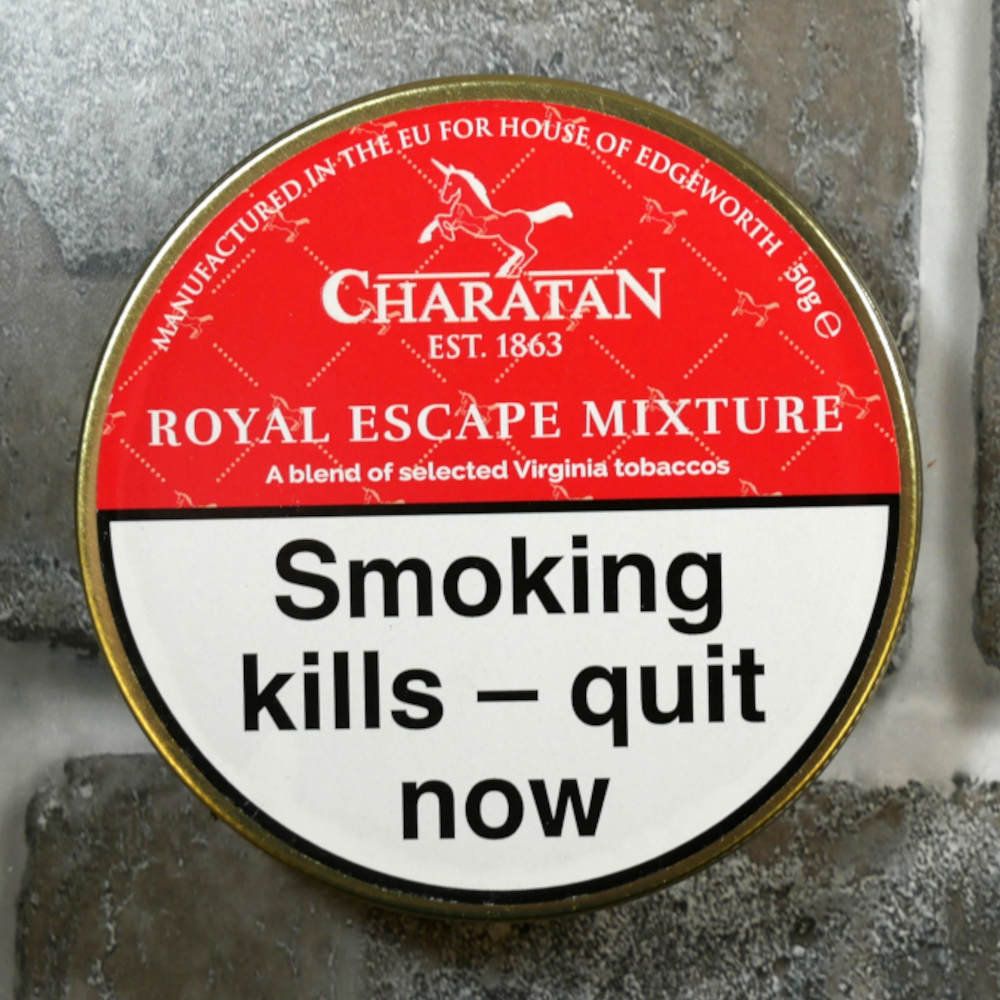 MANUFACTURED IN THE EU FOR HOUSE OF EDGEWORTH 50g ℮
CHARATAN
EST. 1863
ROYAL ESCAPE MIXTURE
A blend of selected Virginia tobaccos
Smoking
kills – quit
now